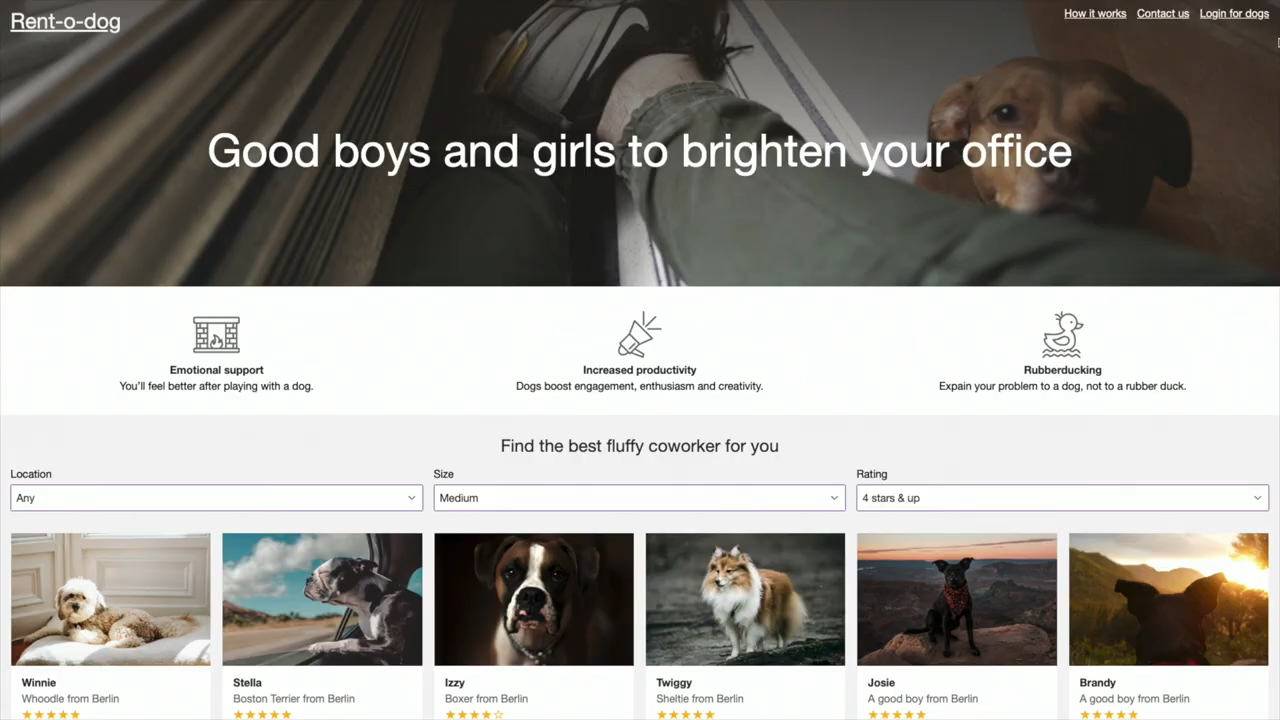 Rent-o-dog
How it works Contact us Login for dogs
Good boys and girls to brighten your office
Emotional support
You'll feel better after playing with a dog.
Increased productivity
Dogs boost engagement, enthusiasm and creativity.
Rubberducking
Expain your problem to a dog, not to a rubber duck.
Find the best fluffy coworker for you
Location
Any
Size
Medium
Rating
4 stars & up
Winnie
Whoodle from Berlin
★★★★★
Stella
Boston Terrier from Berlin
★★★★★
Izzy
Boxer from Berlin
★★★★☆
Twiggy
Sheltie from Berlin
★★★★★
Josie
A good boy from Berlin
★★★★★
Brandy
A good boy from Berlin
★★★★★